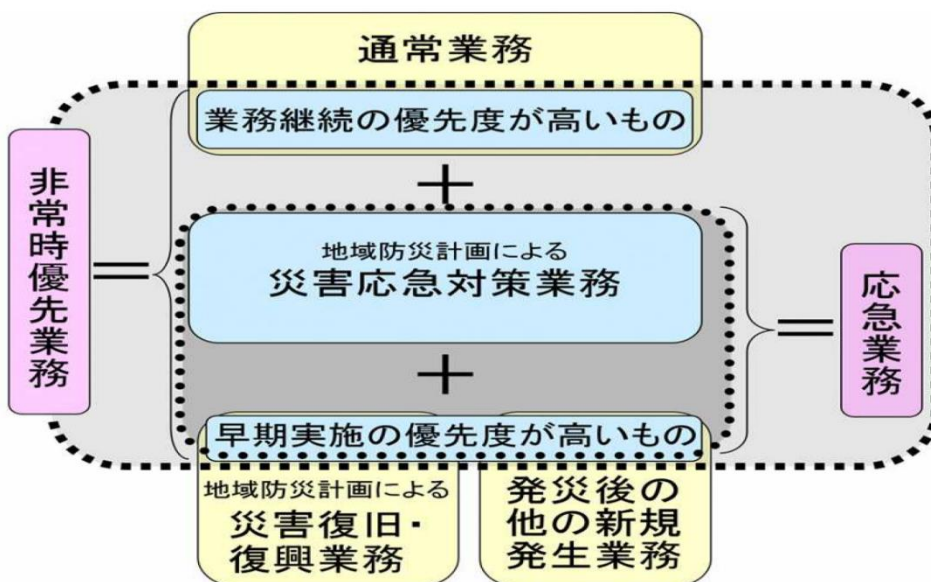 通常業務
業務継続の優先度が高いもの
+
非常時優先業務
=
地域防災計画による
災害応急対策業務
=
応急業務
+
早期実施の優先度が高いもの
地域防災計画による
災害復旧・
復興業務
発災後の
他の新規
発生業務